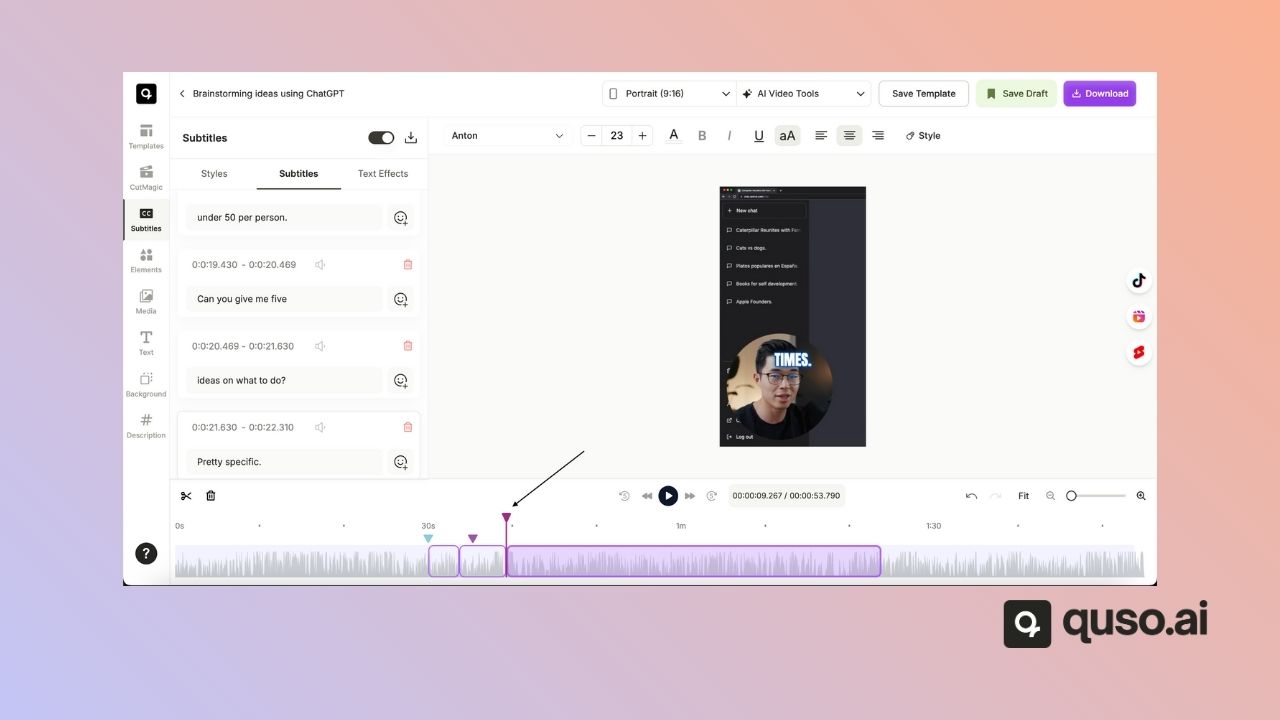 Brainstorming ideas using ChatGPT
Portrait (9:16)
AI Video Tools
Save Template
Save Draft
Download
Templates
CutMagic
CC
Subtitles
Elements
Media
Text
Background
Description
?
Subtitles
Styles
Subtitles
Text Effects
under 50 per person.
0:0:19.430 - 0:0:20.469
Can you give me five
0:0:20.469 - 0:0:21.630
ideas on what to do?
0:0:21.630 - 0:0:22.310
Pretty specific.
Anton
23
A
B
I
U
aA
Style
New chat
Caterpillar Reunites with Fam
Cats vs dogs.
Platos populares en España.
Books for self development.
Apple Founders.
TIMES.
Log out
00:00:09.267 / 00:00:53.790
Fit
0s
30s
1m
1:30
quso.ai